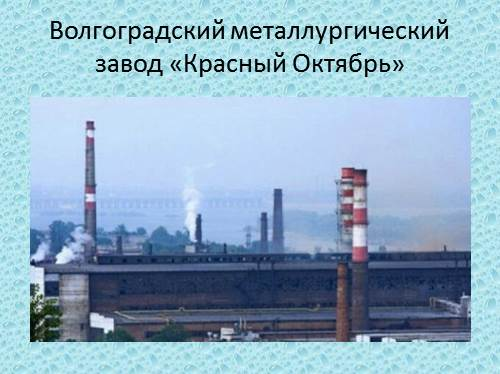 Волгоградский металлургический
завод «Красный Октябрь»